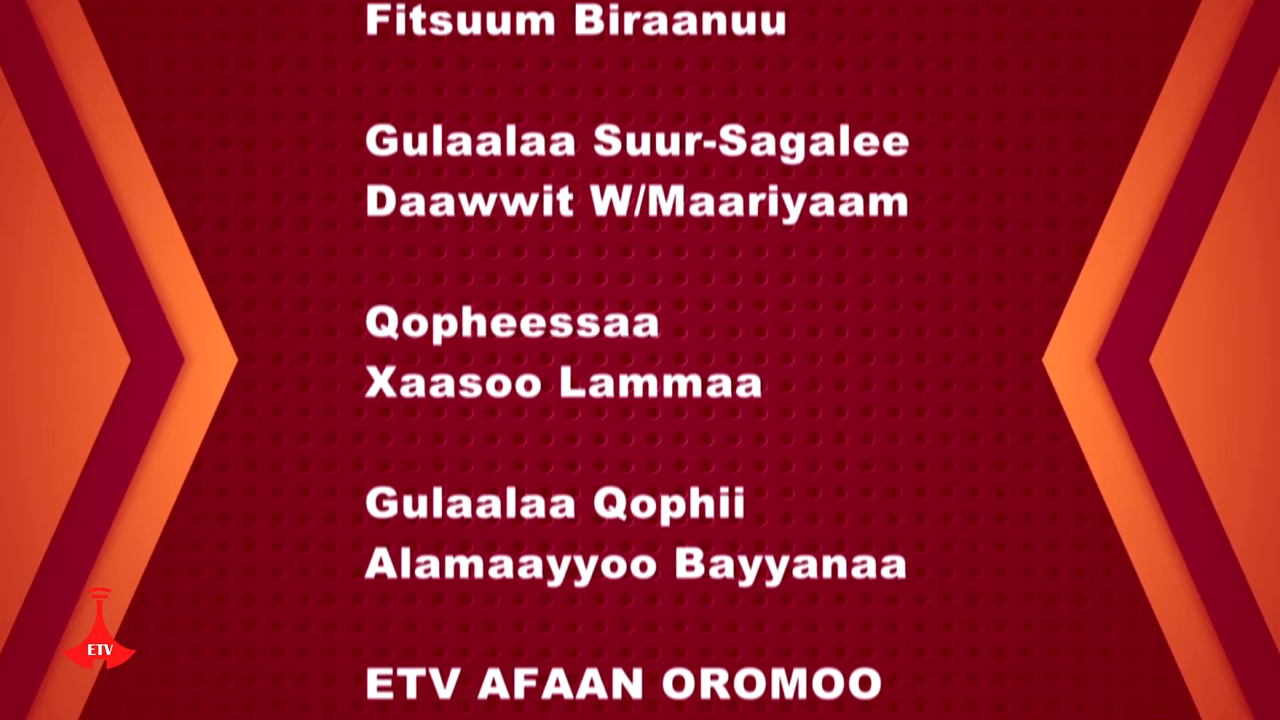 Fitsuum Biraanuu
Gulaalaa Suur-Sagalee
Daawwit W/Maariyaam
Qopheessaa
Xaasoo Lammaa
Gulaalaa Qophii
Alamaayyoo Bayyanaa
ETV
ETV AFAAN OROMOO